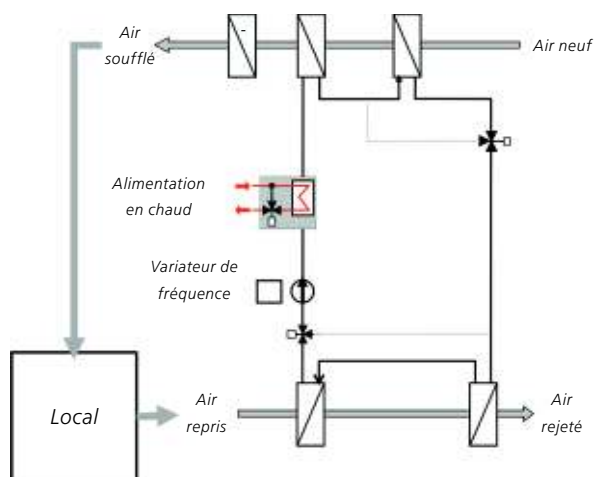 Air
soufflé
-
Air neuf
Alimentation
en chaud
Variateur de
fréquence
Local
Air
repris
Air
rejeté